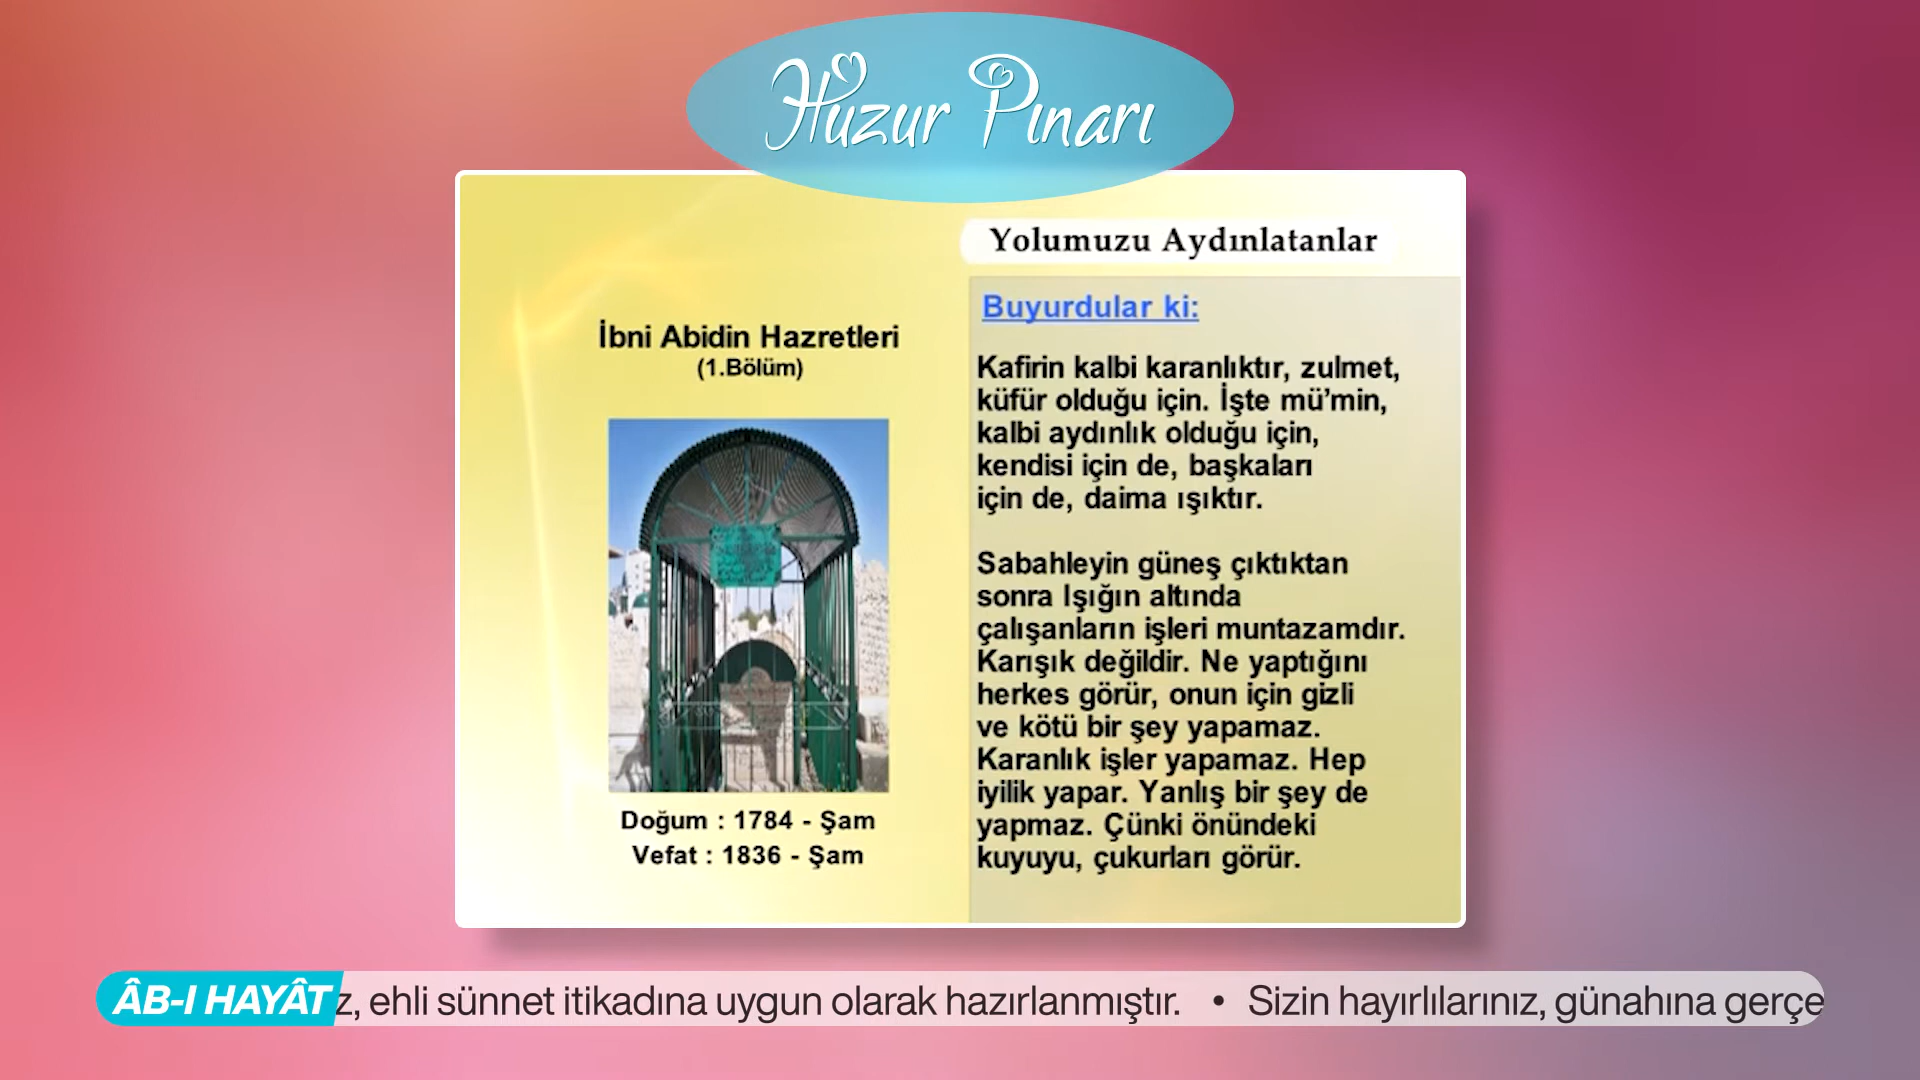 Huzur Pınarı
Yolumuzu Aydınlatanlar
İbni Abidin Hazretleri
(1.Bölüm)
Doğum : 1784 - Şam
Vefat : 1836 - Şam
Buyurdular ki:
Kafirin kalbi karanlıktır, zulmet,
küfür olduğu için. İşte mü’min,
kalbi aydınlık olduğu için,
kendisi için de, başkaları
için de, daima ışıktır.
Sabahleyin güneş çıktıktan
sonra Işığın altında
çalışanların işleri muntazamdır.
Karışık değildir. Ne yaptığını
herkes görür, onun için gizli
ve kötü bir şey yapamaz.
Karanlık işler yapamaz. Hep
iyilik yapar. Yanlış bir şey de
yapmaz. Çünki önündeki
kuyuyu, çukurları görür.
ÂB-I HAYÂT z, ehli sünnet itikadına uygun olarak hazırlanmıştır. • Sizin hayırlılarınız, günahına gerçe